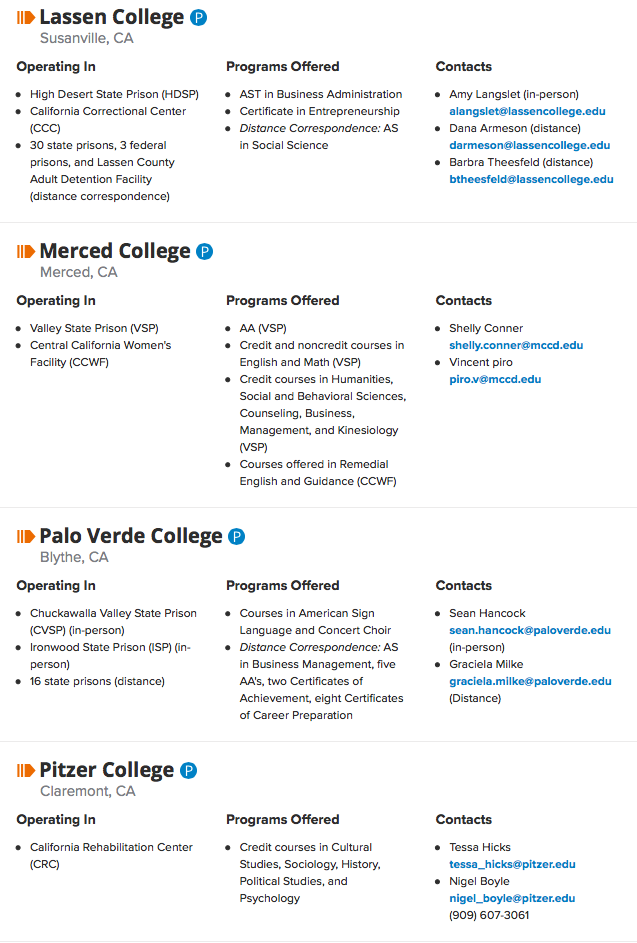 Lassen College P
Susanville, CA
Operating In
High Desert State Prison (HDSP)
California Correctional Center
(CCC)
30 state prisons, 3 federal
prisons, and Lassen County
Adult Detention Facility
(distance correspondence)
Programs Offered
AST in Business Administration
Certificate in Entrepreneurship
Distance Correspondence: AS
in Social Science
Contacts
Amy Langslet (in-person)
alangslet@lassencollege.edu
Dana Armeson (distance)
darmeson@lassencollege.edu
Barbra Theesfeld (distance)
btheesfeld@lassencollege.edu
Merced College P
Merced, CA
Operating In
Valley State Prison (VSP)
Central California Women's
Facility (CCWF)
Programs Offered
AA (VSP)
Credit and noncredit courses in
English and Math (VSP)
Credit courses in Humanities,
Social and Behavioral Sciences,
Counseling, Business,
Management, and Kinesiology
(VSP)
Courses offered in Remedial
English and Guidance (CCWF)
Contacts
Shelly Conner
shelly.conner@mccd.edu
Vincent piro
piro.v@mccd.edu
Palo Verde College P
Blythe, CA
Operating In
Chuckawalla Valley State Prison
(CVSP) (in-person)
Ironwood State Prison (ISP) (in-
person)
16 state prisons (distance)
Programs Offered
Courses in American Sign
Language and Concert Choir
Distance Correspondence: AS
in Business Management, five
AA's, two Certificates of
Achievement, eight Certificates
of Career Preparation
Contacts
Sean Hancock
sean.hancock@paloverde.edu
(in-person)
Graciela Milke
graciela.milke@paloverde.edu
(Distance)
Pitzer College P
Claremont, CA
Operating In
California Rehabilitation Center
(CRC)
Programs Offered
Credit courses in Cultural
Studies, Sociology, History,
Political Studies, and
Psychology
Contacts
Tessa Hicks
tessa_hicks@pitzer.edu
Nigel Boyle
nigel_boyle@pitzer.edu
(909) 607-3061